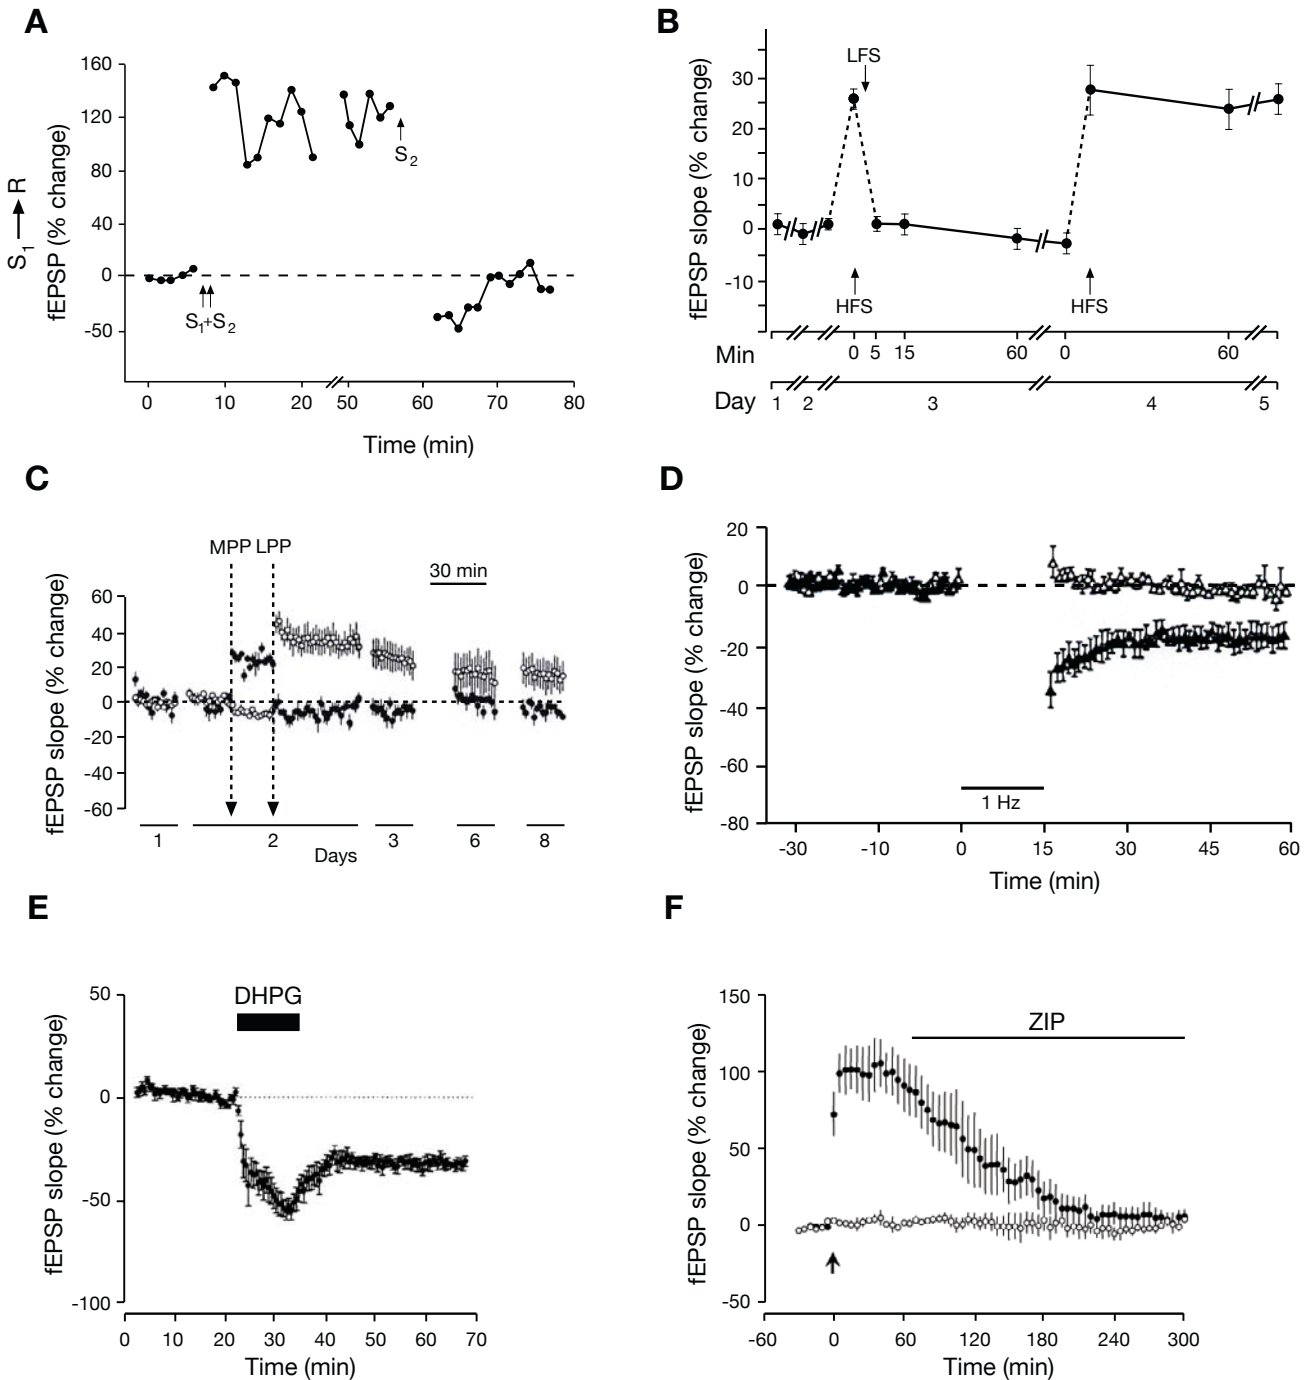 A
S1 → R
fEPSP (% change)
160
120
80
40
0
-50
S1+S2
S2
0 10 20 50 60 70 80
Time (min)
B
fEPSP slope (% change)
30
20
10
0
-10
LFS
HFS
HFS
Min 0 5 15 60 0 60
Day 1 2 3 4 5
C
MPP LPP
30 min
fEPSP slope (% change)
60
40
20
0
-20
-40
-60
1 2 3 6 8
Days
D
fEPSP slope (% change)
20
0
-20
-40
-60
-80
1 Hz
-30 -10 0 15 30 45 60
Time (min)
E
DHPG
fEPSP slope (% change)
50
0
-50
-100
0 10 20 30 40 50 60 70
Time (min)
F
ZIP
fEPSP slope (% change)
150
100
50
0
-50
-60 0 60 120 180 240 300
Time (min)